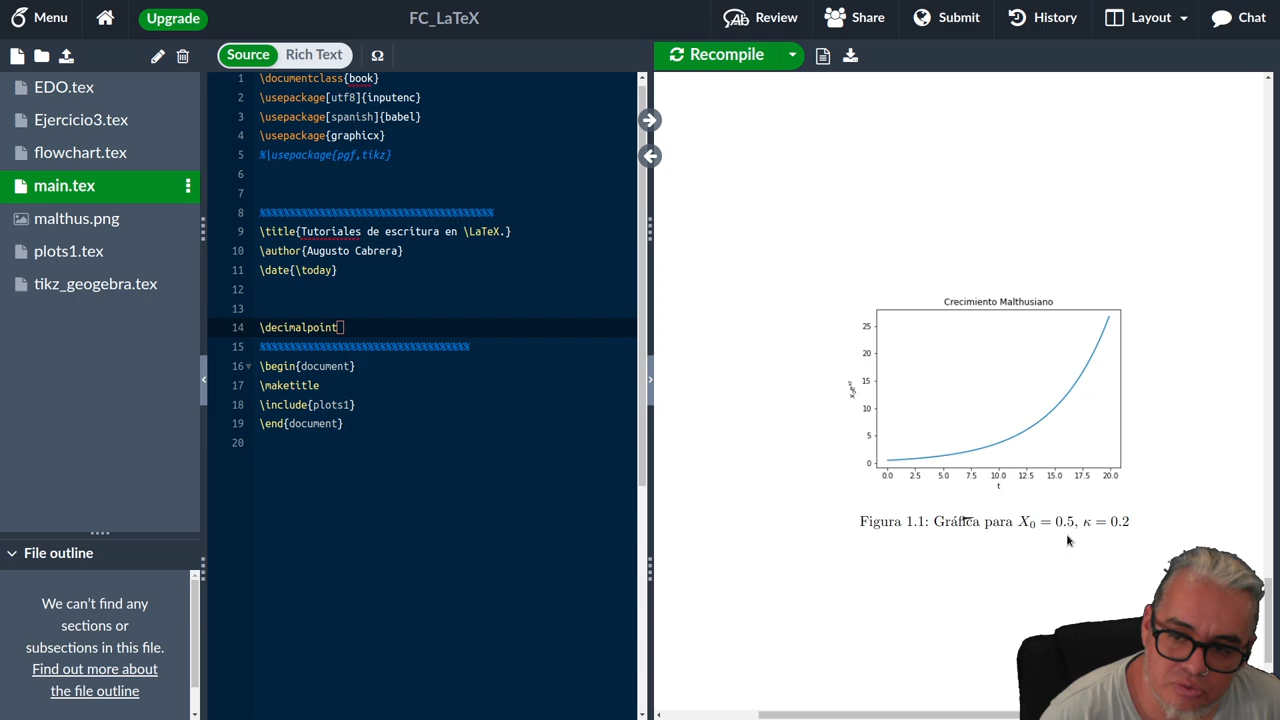 Menu
Upgrade
FC_LaTeX
Review
Share
Submit
History
Layout
Chat
Source
Rich Text
Ω
Recompile
EDO.tex
Ejercicio3.tex
flowchart.tex
main.tex
malthus.png
plots1.tex
tikz_geogebra.tex
File outline
We can't find any
sections or
subsections in this file.
Find out more about
the file outline
1 \documentclass{book}
2 \usepackage[utf8]{inputenc}
3 \usepackage[spanish]{babel}
4 \usepackage{graphicx}
5 %\usepackage{pgf,tikz}
6
7
8 %%%%%%%%%%%%%%%%%%%%%%%%%%%%%%%%%%%%%%%
9 \title{Tutoriales de escritura en \LaTeX.}
10 \author{Augusto Cabrera}
11 \date{\today}
12
13
14 \decimalpoint
15 %%%%%%%%%%%%%%%%%%%%%%%%%%%%%%%%%%%
16 \begin{document}
17 \maketitle
18 \include{plots1}
19 \end{document}
20
Crecimiento Malthusiano
25
20
15
10
5
0
x₀eᵏᵗ
0.0 2.5 5.0 7.5 10.0 12.5 15.0 17.5 20.0
t
Figura 1.1: Gráfica para X₀ = 0.5, κ = 0.2